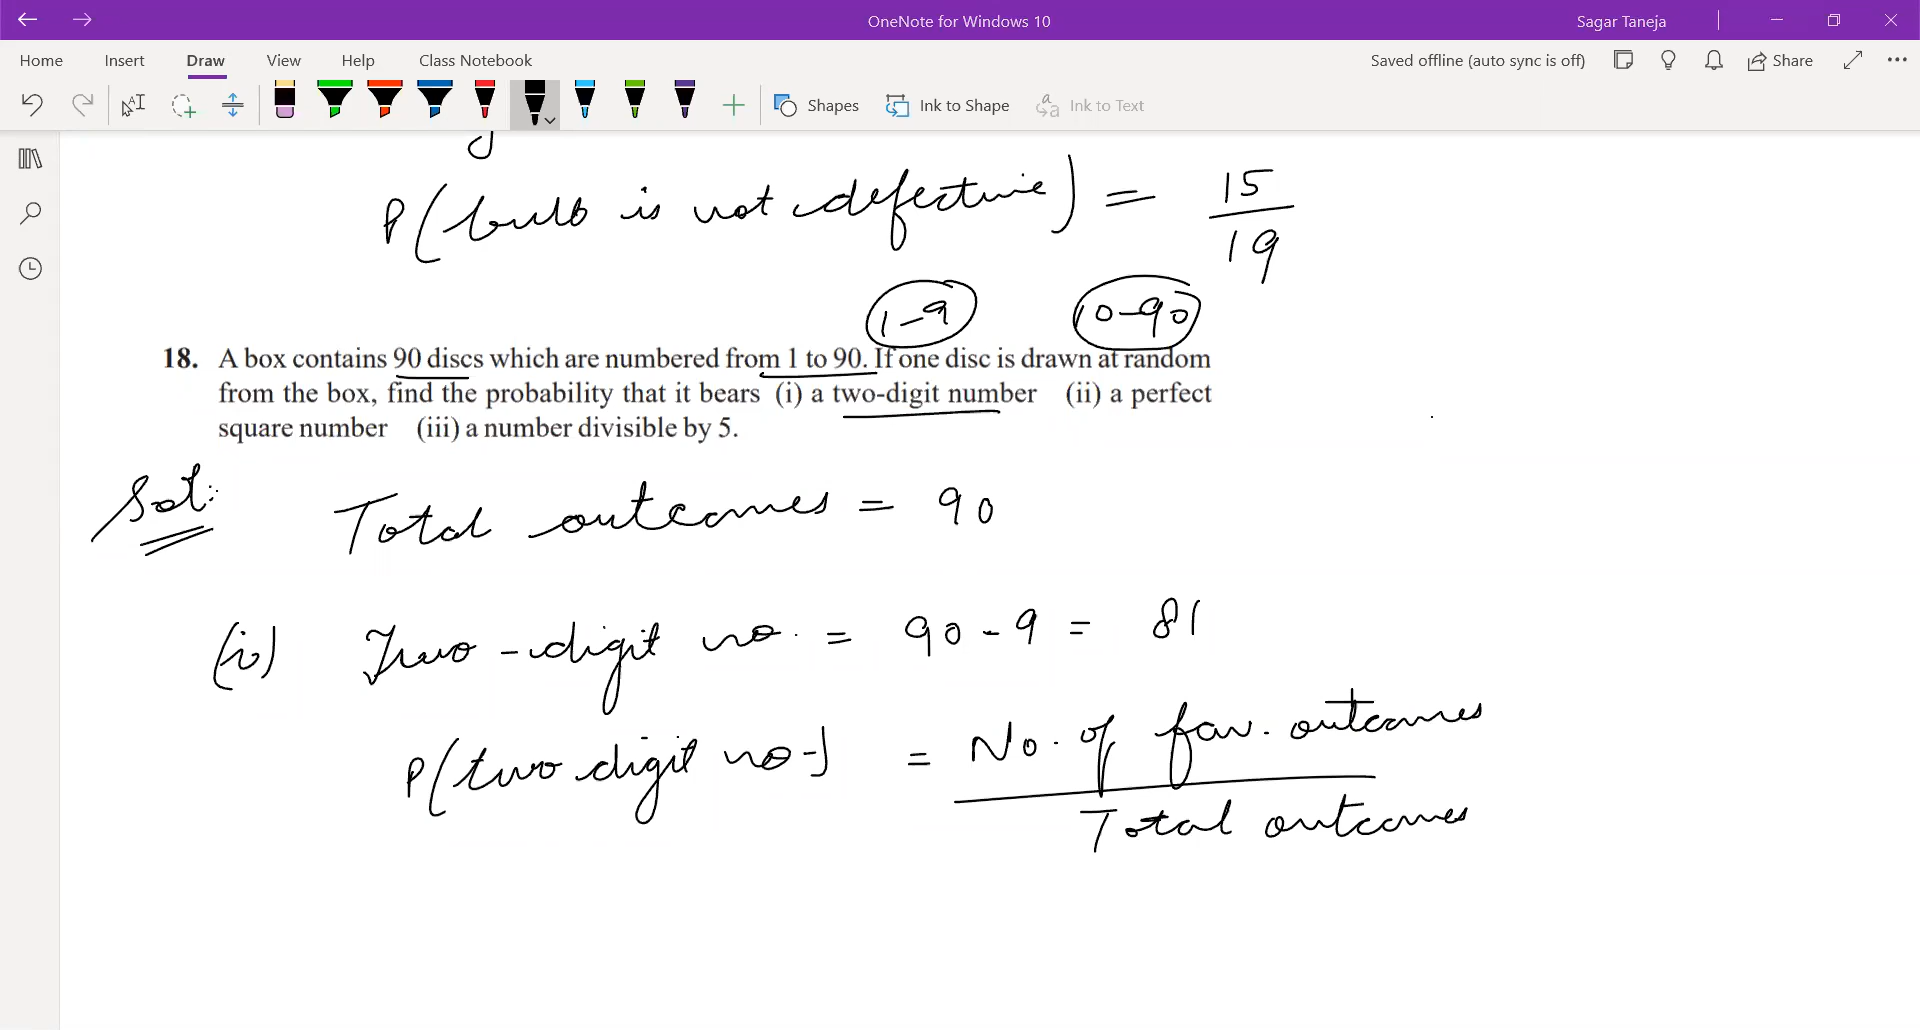 OneNote for Windows 10
Sagar Taneja
Home Insert Draw View Help Class Notebook
Saved offline (auto sync is off) Share
Shapes Ink to Shape Ink to Text
P(bulb is not defective) = 15/19
1-9 10-90
18. A box contains 90 discs which are numbered from 1 to 90. If one disc is drawn at random
from the box, find the probability that it bears (i) a two-digit number (ii) a perfect
square number (iii) a number divisible by 5.
Sol:
Total outcomes = 90
(i) Two-digit no. = 90-9 = 81
P(two digit no.) = No. of fav. outcomes
Total outcomes